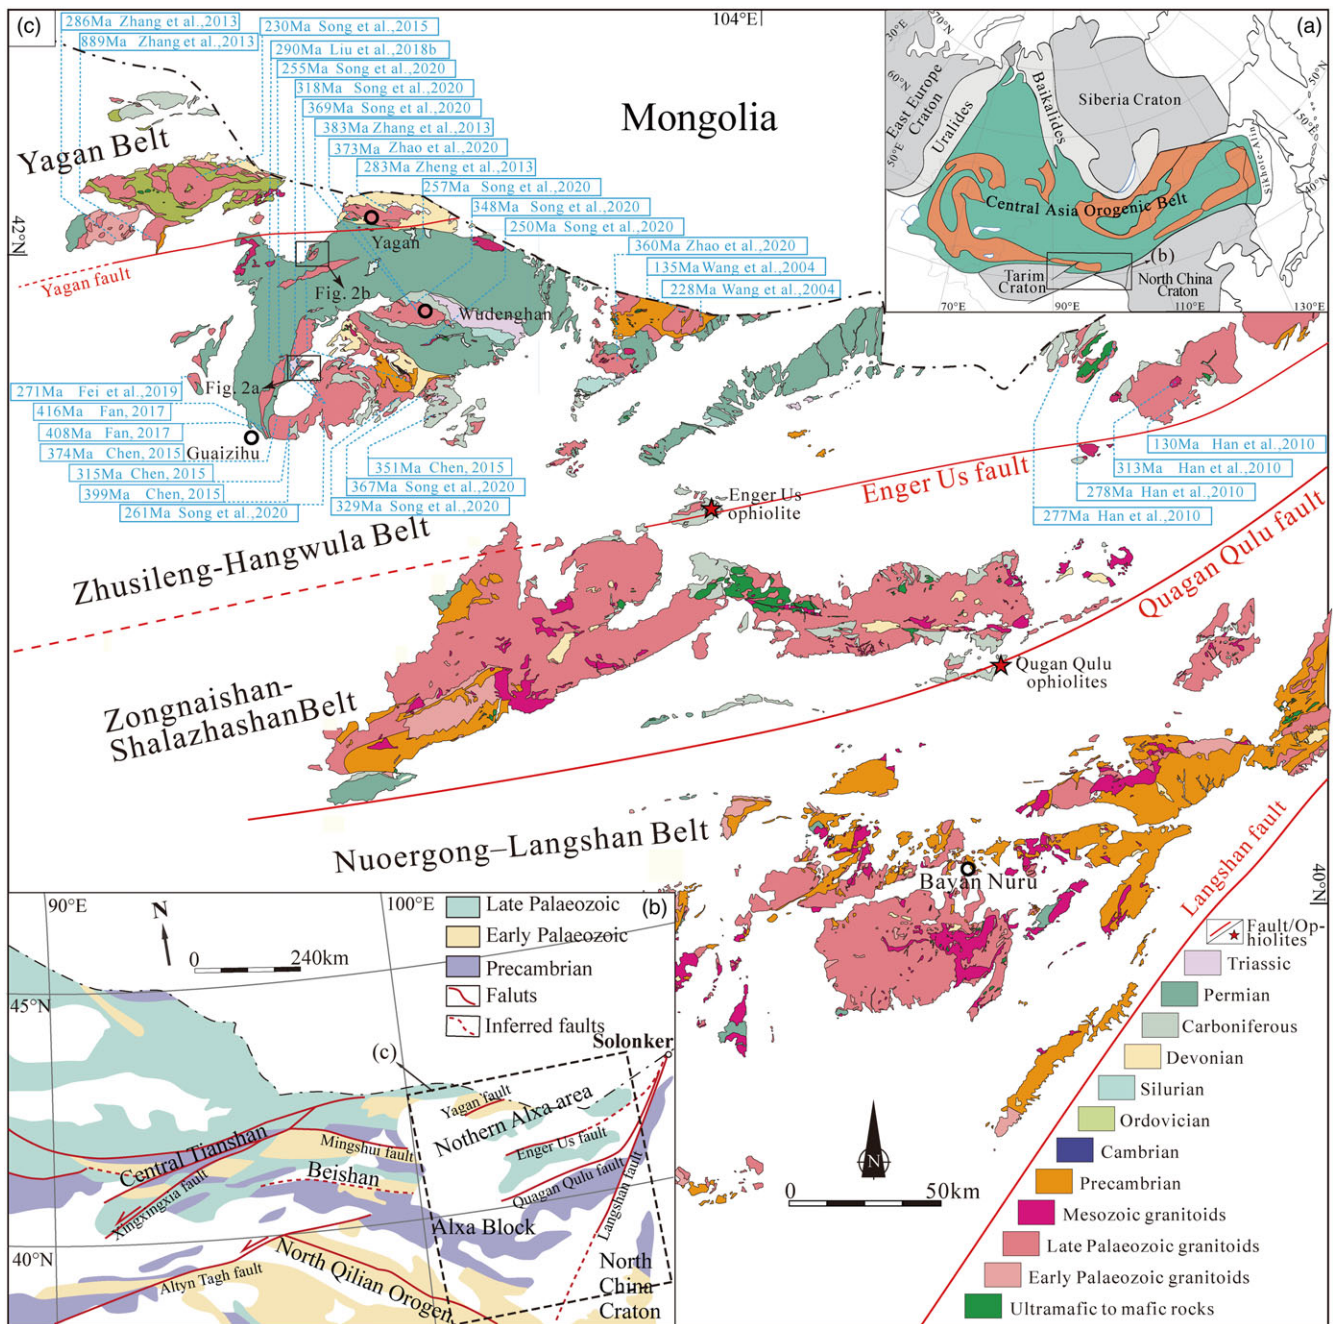 (c)
286Ma Zhang et al.,2013
889Ma Zhang et al.,2013
230Ma Song et al.,2015
290Ma Liu et al.,2018b
255Ma Song et al.,2020
318Ma Song et al.,2020
369Ma Song et al.,2020
383Ma Zhang et al.,2013
373Ma Zhao et al.,2020
283Ma Zheng et al.,2013
257Ma Song et al.,2020
348Ma Song et al.,2020
250Ma Song et al.,2020
360Ma Zhao et al.,2020
135Ma Wang et al.,2004
228Ma Wang et al.,2004
104°E
Mongolia
Yagan Belt
42°N
Yagan fault
Yagan
Fig. 2b
Wudenghan
Fig. 2a
271Ma Fei et al.,2019
416Ma Fan, 2017
408Ma Fan, 2017
Guaizihu
374Ma Chen, 2015
315Ma Chen, 2015
399Ma Chen, 2015
261Ma Song et al.,2020
351Ma Chen, 2015
367Ma Song et al.,2020
329Ma Song et al.,2020
130Ma Han et al.,2010
313Ma Han et al.,2010
278Ma Han et al.,2010
277Ma Han et al.,2010
Enger Us fault
Enger Us
ophiolite
Zhusileng-Hangwula Belt
Quagan Qulu fault
Qugan Qulu
ophiolites
Zongnaishan-
ShalazhashanBelt
Nuoergong–Langshan Belt
Bayan Nuru
Langshan fault
40°N
(a)
30°E
70°N
60°N
50°N
East Europe
Craton
Uralides
Baikalides
Siberia Craton
50°N
150°E
40°N
Sikhote-Alin
Central Asia Orogenic Belt
(b)
Tarim
Craton
North China
Craton
70°E
90°E
110°E
130°E
90°E
N
0
240km
100°E
(b)
Late Palaeozoic
Early Palaeozoic
Precambrian
Faluts
Inferred faults
45°N
(c)
Solonker
Yagan fault
Nothern Alxa area
Enger Us fault
Quagan Qulu fault
Langshan fault
Central Tianshan
Mingshui fault
Beishan
Xingxingxia fault
Alxa Block
40°N
Altyn Tagh fault
North Qilian Orogen
North
China
Craton
N
0
50km
Fault/Op-
hiolites
Triassic
Permian
Carboniferous
Devonian
Silurian
Ordovician
Cambrian
Precambrian
Mesozoic granitoids
Late Palaeozoic granitoids
Early Palaeozoic granitoids
Ultramafic to mafic rocks